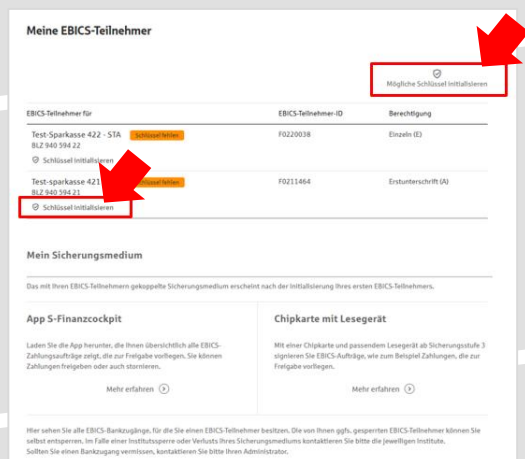 Meine EBICS-Teilnehmer
Mögliche Schlüssel initialisieren
EBICS-Teilnehmer für EBICS-Teilnehmer-ID Berechtigung
Test-Sparkasse 422 - STA Schlüssel fehlen F0220038 Einzeln (E)
BLZ 940 594 22
Schlüssel initialisieren
Test-sparkasse 421 Schlüssel fehlen F0211464 Erstunterschrift (A)
BLZ 940 594 21
Schlüssel initialisieren
Mein Sicherungsmedium
Das mit Ihren EBICS-Teilnehmern gekoppelte Sicherungsmedium erscheint nach der Initialisierung Ihres ersten EBICS-Teilnehmers.
App S-Finanzcockpit
Laden Sie die App herunter, die Ihnen übersichtlich alle EBICS-
Zahlungsaufträge zeigt, die zur Freigabe vorliegen. Sie können
Zahlungen freigeben oder auch stornieren.
Mehr erfahren
Chipkarte mit Lesegerät
Mit einer Chipkarte und passendem Lesegerät ab Sicherungsstufe 3
signieren Sie EBICS-Aufträge, wie zum Beispiel Zahlungen, die zur
Freigabe vorliegen.
Mehr erfahren
Hier sehen Sie alle EBICS-Bankzugänge, für die Sie einen EBICS-Teilnehmer besitzen. Die von Ihnen ggfs. gesperrten EBICS-Teilnehmer können Sie
selbst entsperren. Im Falle einer Institutssperre oder Verlusts Ihres Sicherungsmediums kontaktieren Sie bitte die jeweiligen Institute.
Sollten Sie einen Bankzugang vermissen, kontaktieren Sie bitte Ihren Administrator.